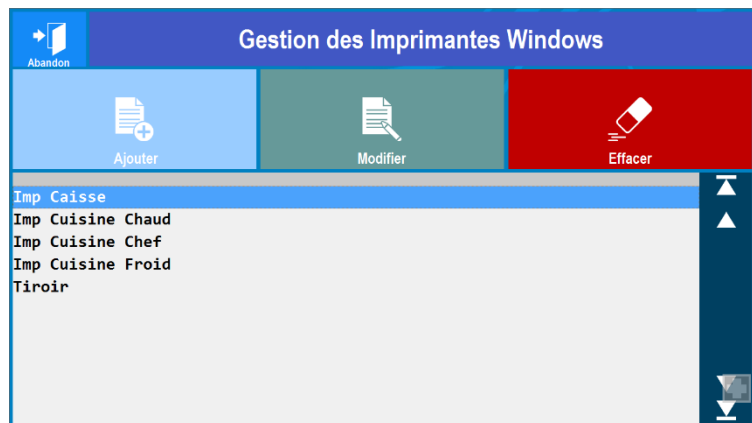 Gestion des Imprimantes Windows
Abandon
Ajouter
Modifier
Effacer
Imp Caisse
Imp Cuisine Chaud
Imp Cuisine Chef
Imp Cuisine Froid
Tiroir